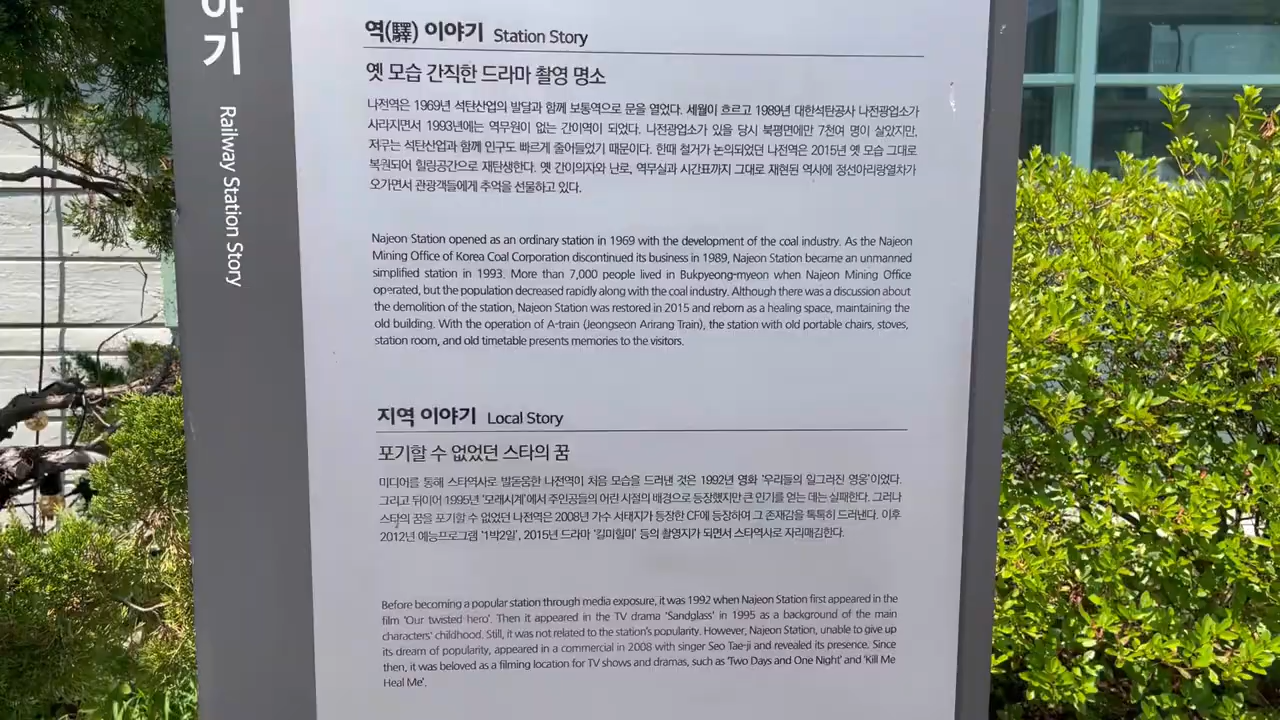 기
Railway Station Story
역(驛) 이야기 Station Story
옛 모습 간직한 드라마 촬영 명소
나전역은 1969년 석탄산업의 발달과 함께 보통역으로 문을 열었다. 세월이 흐르고 1989년 대한석탄공사 나전광업소가
사라지면서 1993년에는 역무원이 없는 간이역이 되었다. 나전광업소가 있을 당시 북평면에만 7천여 명이 살았지만,
저무는 석탄산업과 함께 인구도 빠르게 줄어들었기 때문이다. 한때 철거가 논의되었던 나전역은 2015년 옛 모습 그대로
복원되어 힐링공간으로 재탄생한다. 옛 간이의자와 난로, 역무실과 시간표까지 그대로 재현된 역사에 정선아리랑열차가
오가면서 관광객들에게 추억을 선물하고 있다.
Najeon Station opened as an ordinary station in 1969 with the development of the coal industry. As the Najeon
Mining Office of Korea Coal Corporation discontinued its business in 1989, Najeon Station became an unmanned
simplified station in 1993. More than 7,000 people lived in Bukpyeong-myeon when Najeon Mining Office
operated, but the population decreased rapidly along with the coal industry. Although there was a discussion about
the demolition of the station, Najeon Station was restored in 2015 and reborn as a healing space, maintaining the
old building. With the operation of A-train (Jeongseon Arirang Train), the station with old portable chairs, stoves,
station room, and old timetable presents memories to the visitors.
지역 이야기 Local Story
포기할 수 없었던 스타의 꿈
미디어를 통해 스타역사로 발돋움한 나전역이 처음 모습을 드러낸 것은 1992년 영화 '우리들의 일그러진 영웅'이었다.
그리고 뒤이어 1995년 '모래시계'에서 주인공들의 어린 시절의 배경으로 등장했지만 큰 인기를 얻는 데는 실패한다. 그러나
스타의 꿈을 포기할 수 없었던 나전역은 2008년 가수 서태지가 등장한 CF에 등장하여 그 존재감을 톡톡히 드러낸다. 이후
2012년 예능프로그램 '1박2일', 2015년 드라마 '킬미힐미' 등의 촬영지가 되면서 스타역사로 자리매김한다.
Before becoming a popular station through media exposure, it was 1992 when Najeon Station first appeared in the
film 'Our twisted hero'. Then it appeared in the TV drama 'Sandglass' in 1995 as a background of the main
characters' childhood. Still, it was not related to the station's popularity. However, Najeon Station, unable to give up
its dream of popularity, appeared in a commercial in 2008 with singer Seo Tae-ji and revealed its presence. Since
then, it was beloved as a filming location for TV shows and dramas, such as 'Two Days and One Night' and 'Kill Me
Heal Me'.